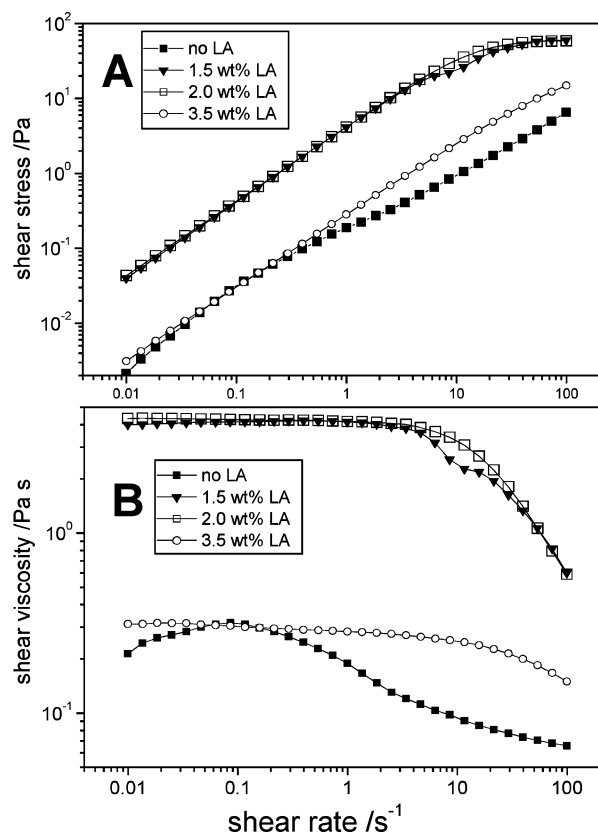 A
no LA
1.5 wt% LA
2.0 wt% LA
3.5 wt% LA
shear stress /Pa
10²
10¹
10⁰
10⁻¹
10⁻²
0.01 0.1 1 10 100
B
no LA
1.5 wt% LA
2.0 wt% LA
3.5 wt% LA
shear viscosity /Pa s
10⁰
10⁻¹
0.01 0.1 1 10 100
shear rate /s⁻¹